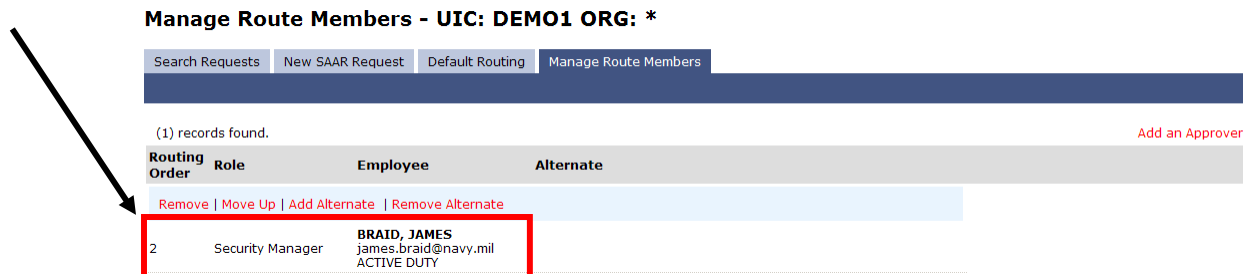 Manage Route Members - UIC: DEMO1 ORG: *
Search Requests New SAAR Request Default Routing Manage Route Members
(1) records found. Add an Approver
Routing Order Role Employee Alternate
Remove | Move Up | Add Alternate | Remove Alternate
2 Security Manager BRAID, JAMES
james.braid@navy.mil
ACTIVE DUTY